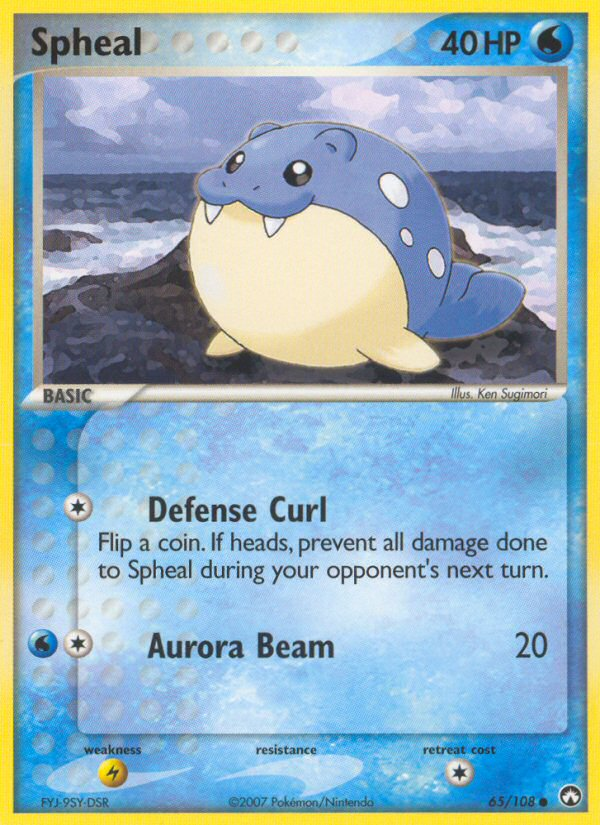 Spheal 40 HP
BASIC Illus. Ken Sugimori
Defense Curl
Flip a coin. If heads, prevent all damage done
to Spheal during your opponent's next turn.
Aurora Beam 20
weakness resistance retreat cost
FYJ-9SY-DSR ©2007 Pokémon/Nintendo 65/108